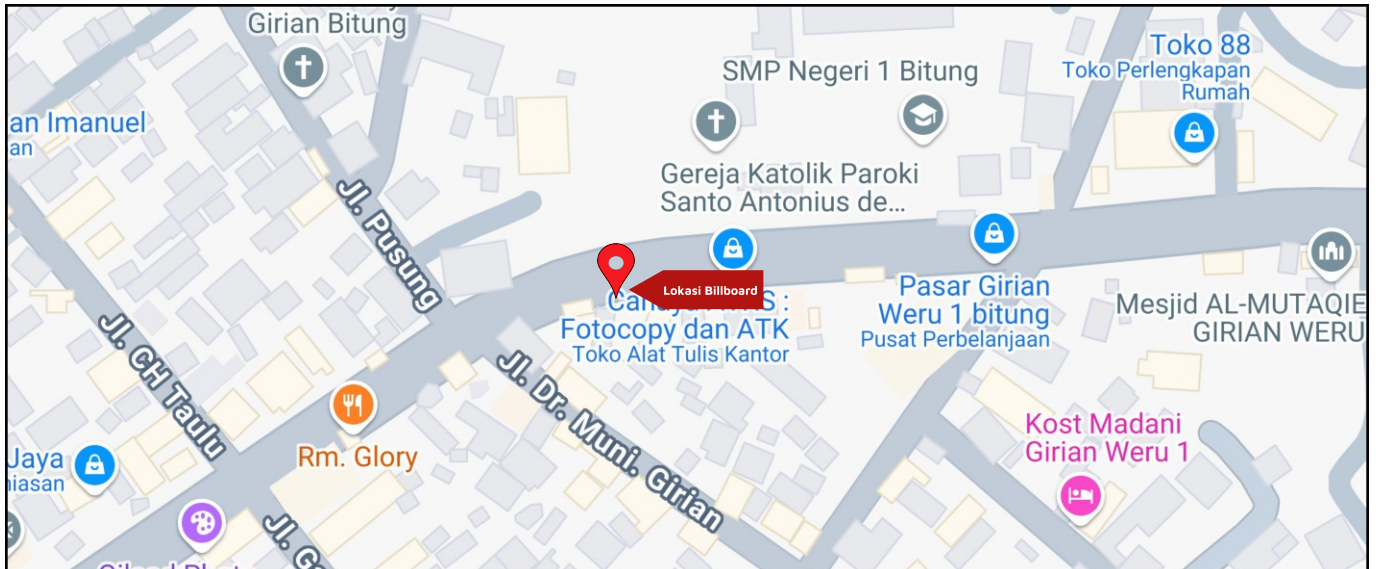 Girian Bitung
SMP Negeri 1 Bitung
Toko 88
Toko Perlengkapan
Rumah
an Imanuel
an
Gereja Katolik Paroki
Santo Antonius de...
Jl. Pusung
Lokasi Billboard
Fotocopy dan ATK
Toko Alat Tulis Kantor
Pasar Girian
Weru 1 bitung
Pusat Perbelanjaan
Mesjid AL-MUTAQIE
GIRIAN WERU
Jl. CH Taulu
Jl. Dr. Muni. Girian
Rm. Glory
Kost Madani
Girian Weru 1
Jaya
niasan